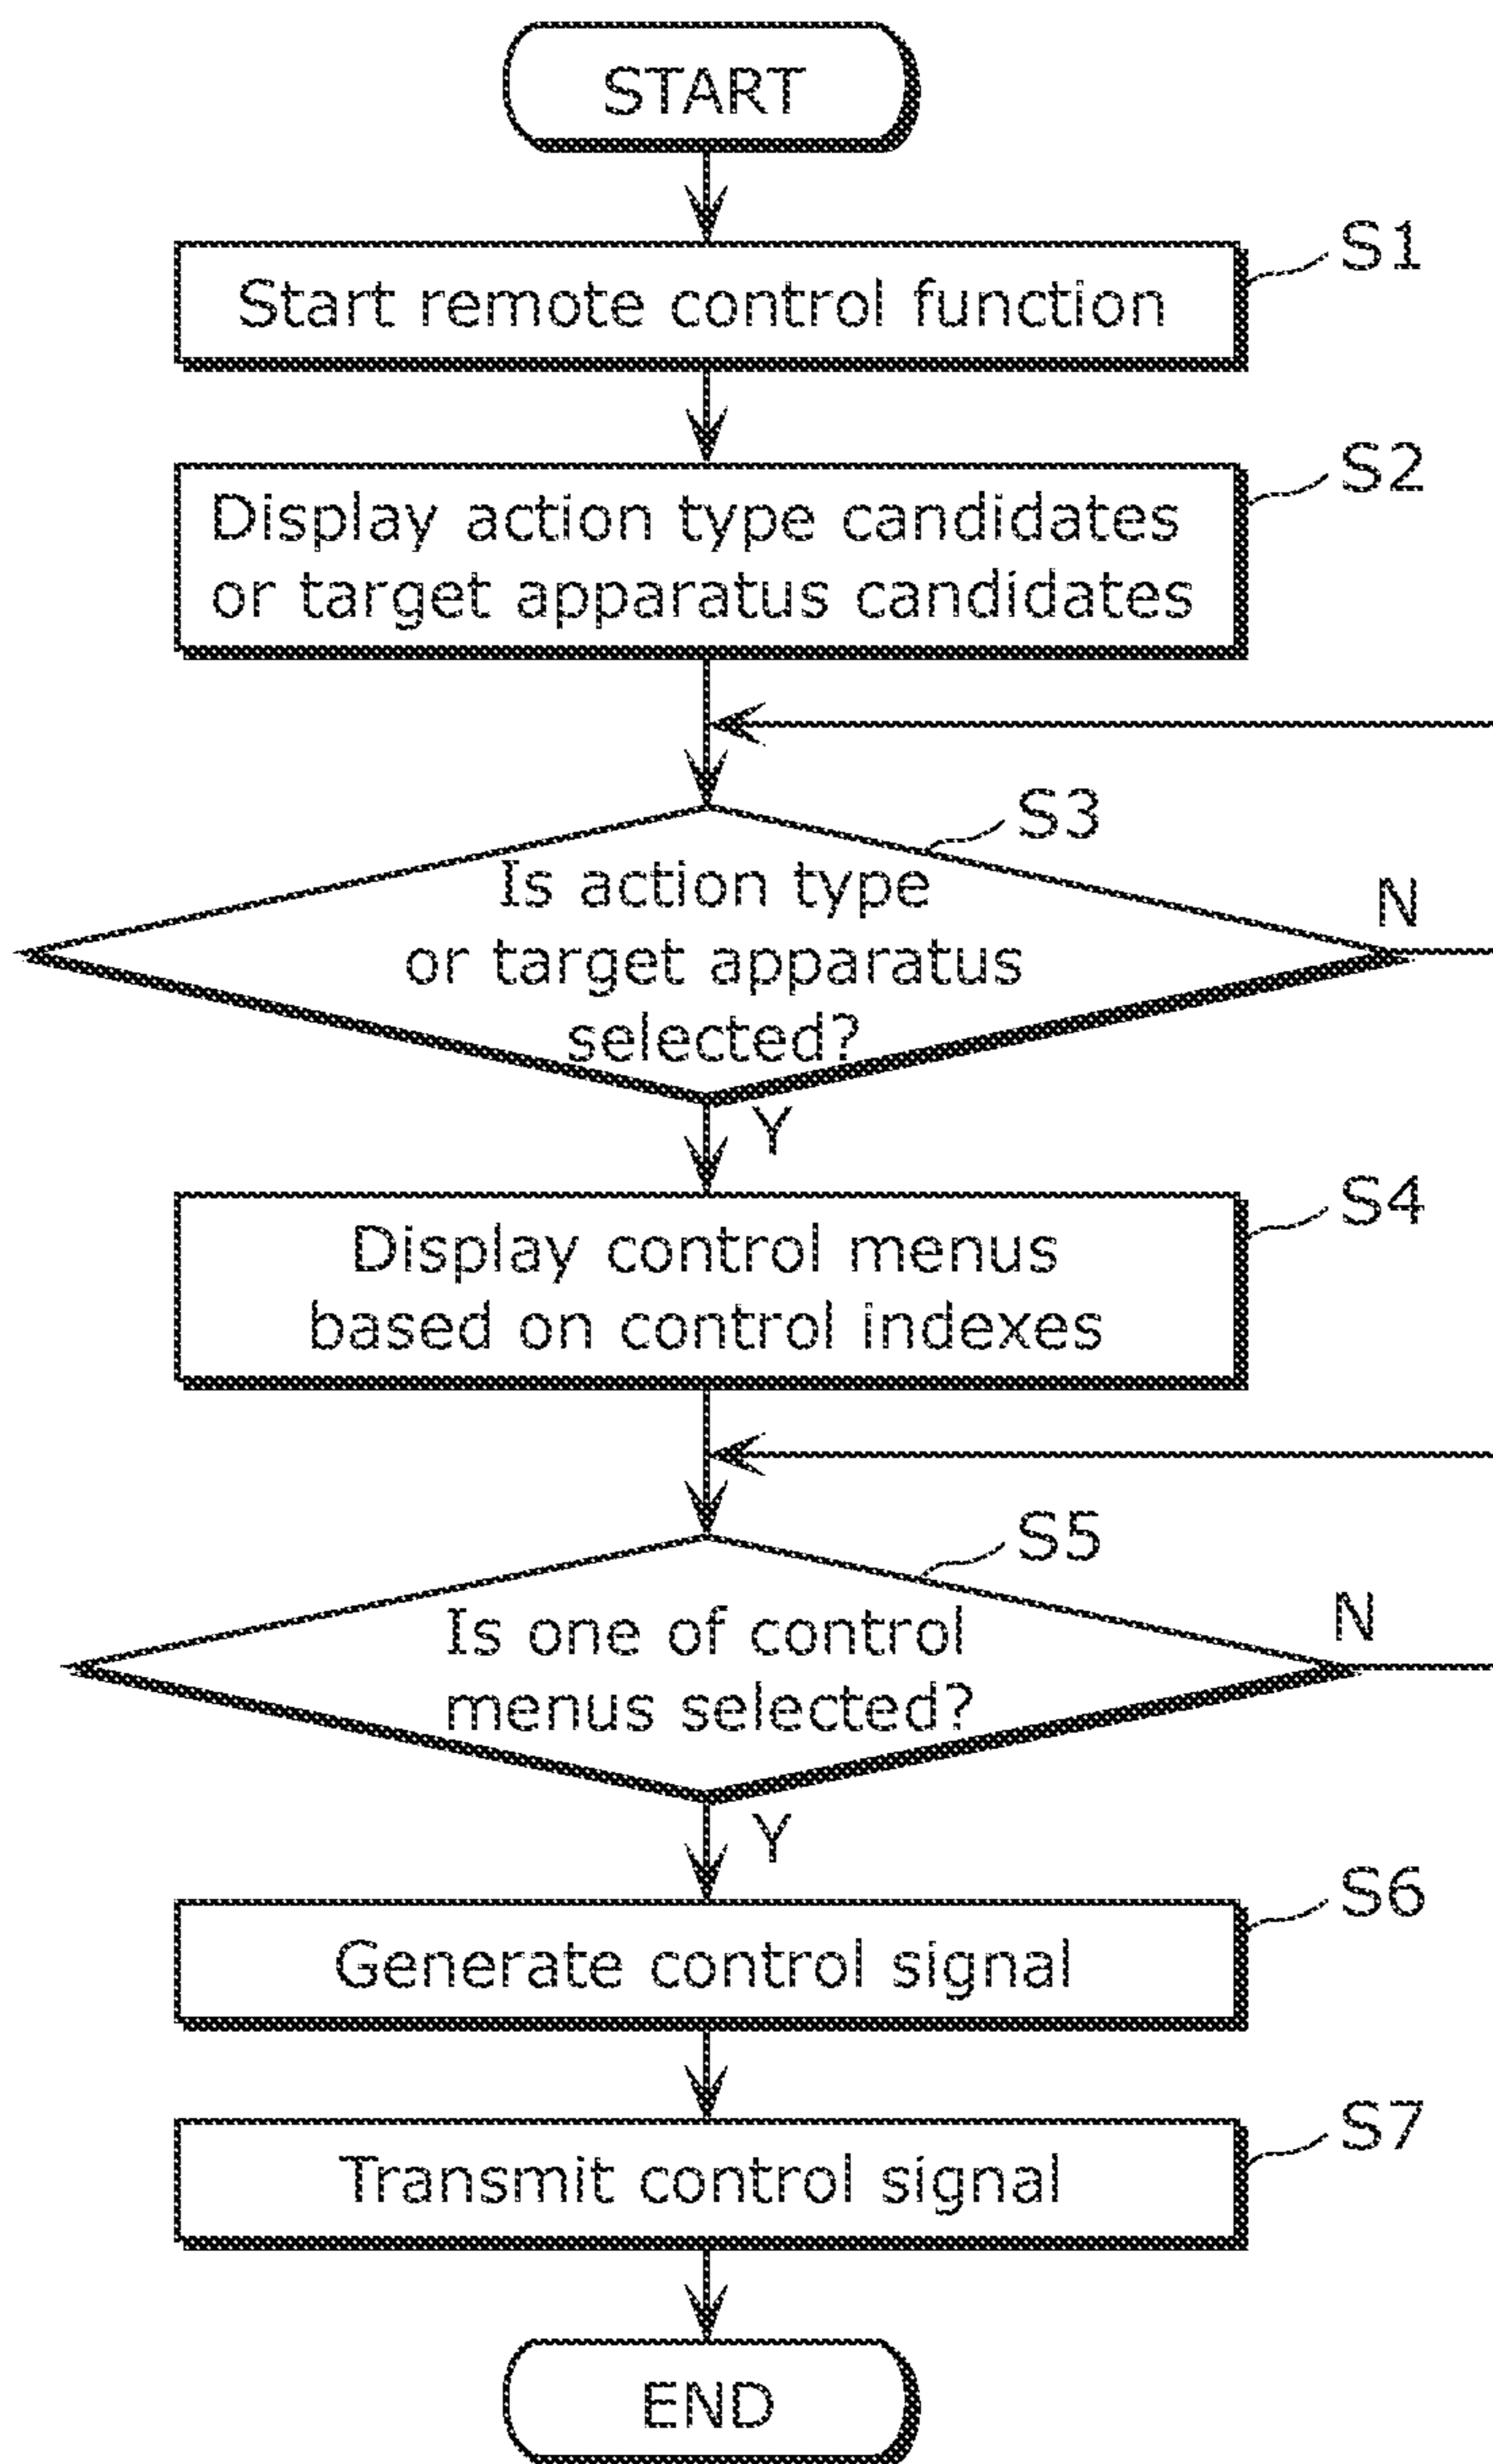 START
S1
Start remote control function
S2
Display action type candidates
or target apparatus candidates
S3
Is action type
N
or target apparatus
selected?
Y
S4
Display control menus
based on control indexes
S5
Is one of control
N
menus selected?
Y
S6
Generate control signal
S7
Transmit control signal
END